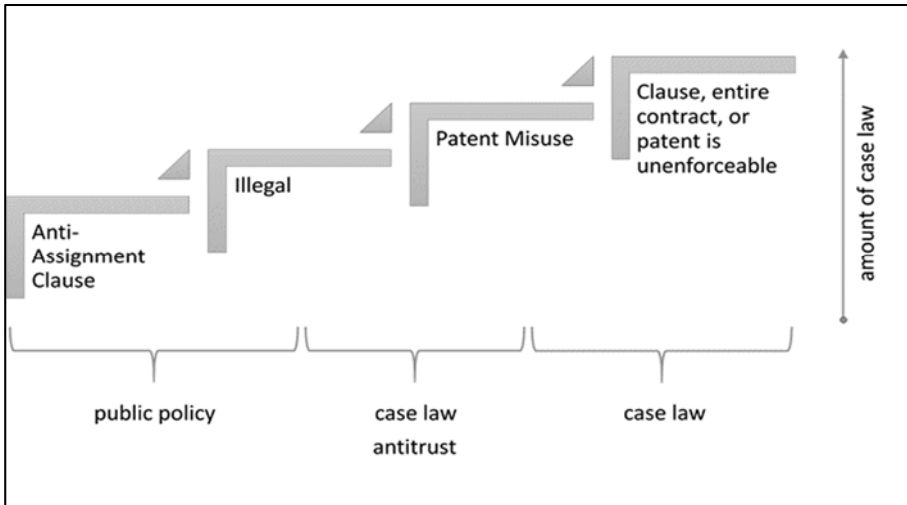 Anti-
Assignment
Clause
Illegal
Patent Misuse
Clause, entire
contract, or
patent is
unenforceable
amount of case law
public policy
case law
antitrust
case law